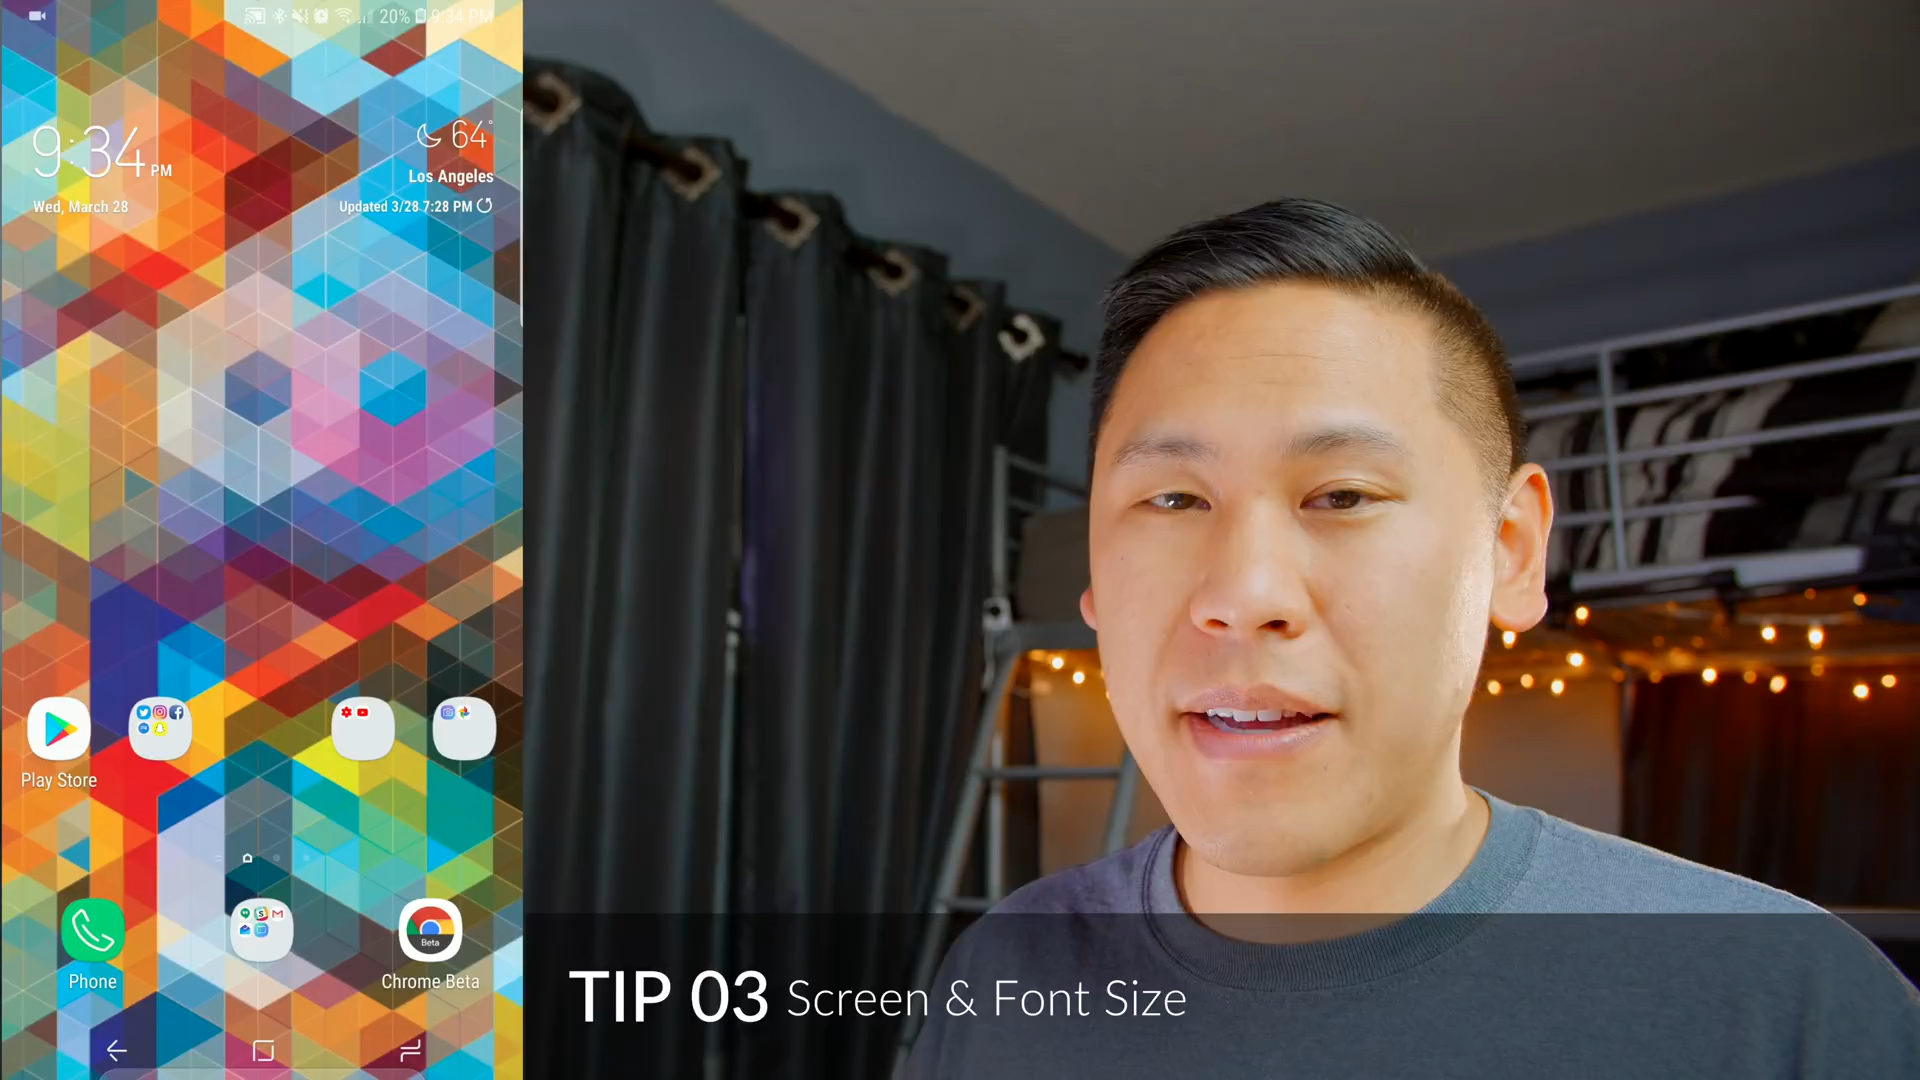 20% 9:34 PM
9:34 PM
64°
Los Angeles
Wed, March 28
Updated 3/28 7:28 PM
Play Store
Beta
Phone
Chrome Beta
TIP 03 Screen & Font Size